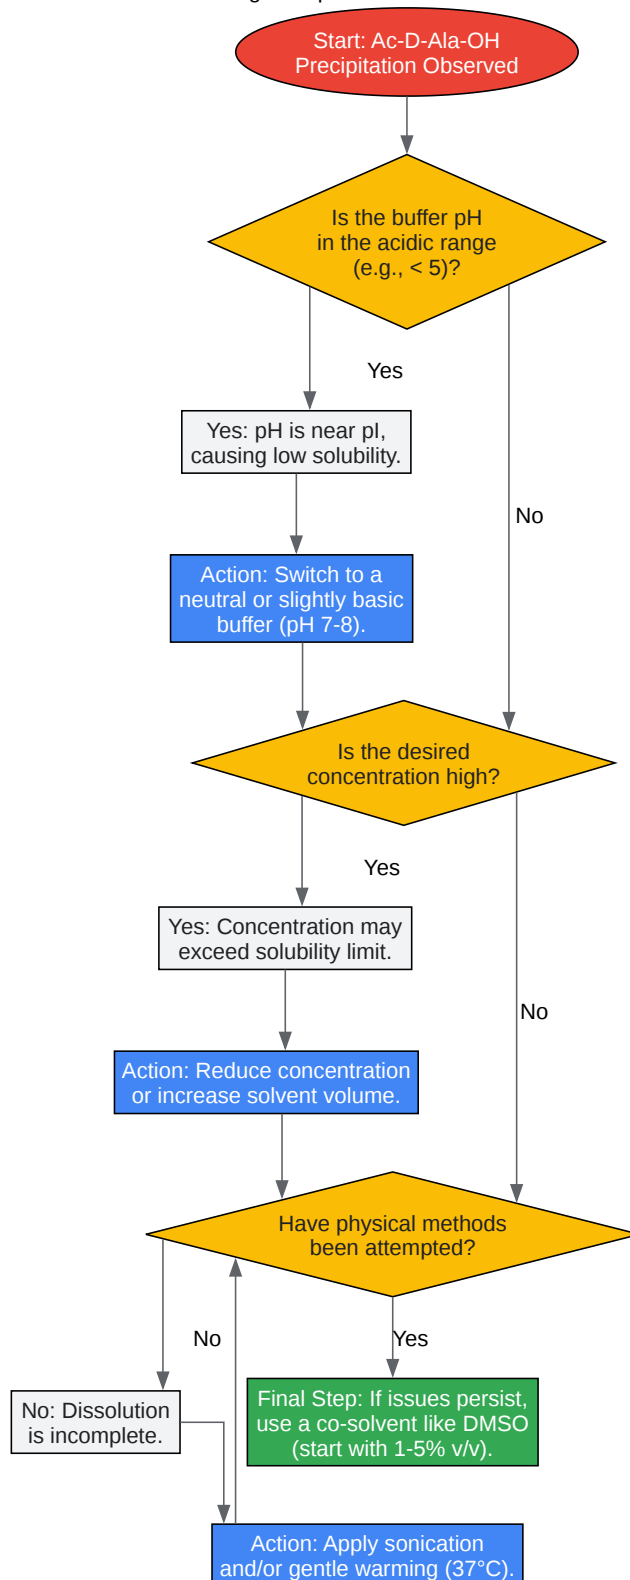 Start: Ac-D-Ala-OH
Precipitation Observed
Is the buffer pH
in the acidic range
(e.g., < 5)?
Yes
Yes: pH is near pI,
causing low solubility.
No
Action: Switch to a
neutral or slightly basic
buffer (pH 7-8).
Is the desired
concentration high?
Yes
Yes: Concentration may
exceed solubility limit.
No
Action: Reduce concentration
or increase solvent volume.
Have physical methods
been attempted?
No
Yes
No: Dissolution
is incomplete.
Final Step: If issues persist,
use a co-solvent like DMSO
(start with 1-5% v/v).
Action: Apply sonication
and/or gentle warming (37°C).